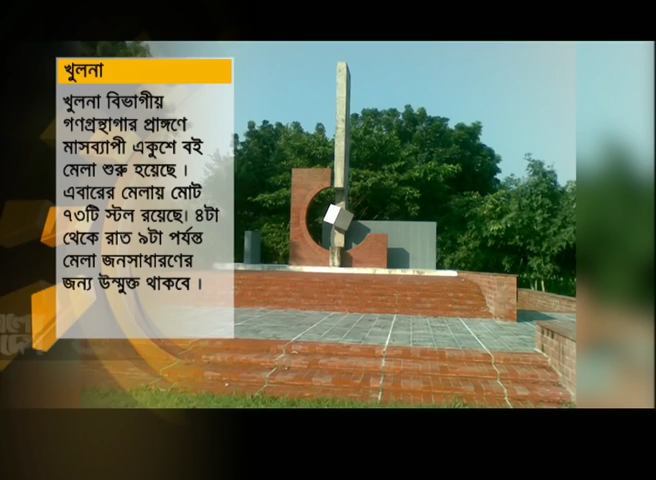 খুলনা
খুলনা বিভাগীয়
গণগ্রন্থাগার প্রাঙ্গণে
মাসব্যাপী একুশে বই
মেলা শুরু হয়েছে ।
এবারের মেলায় মোট
৭৩টি স্টল রয়েছে। ৪টা
থেকে রাত ৯টা পর্যন্ত
মেলা জনসাধারণের
জন্য উম্মুক্ত থাকবে ।